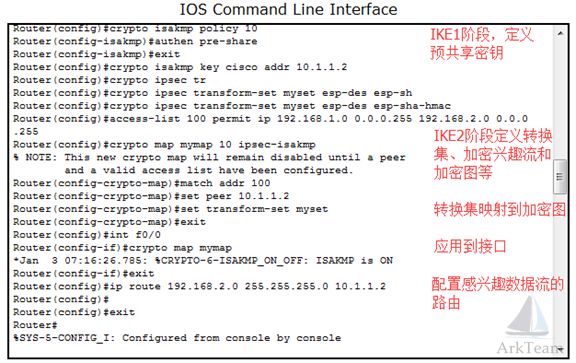 IOS Command Line Interface
Router(config)#crypto isakmp policy 10
Router(config-isakmp)#authen pre-share
Router(config-isakmp)#exit
Router(config)#crypto isakmp key cisco addr 10.1.1.2
Router(config)#crypto ipsec tr
Router(config)#crypto ipsec transform-set myset esp-des esp-sh
Router(config)#crypto ipsec transform-set myset esp-des esp-sha-hmac
Router(config)#access-list 100 permit ip 192.168.1.0 0.0.0.255 192.168.2.0 0.0.0
.255
Router(config)#crypto map mymap 10 ipsec-isakmp
% NOTE: This new crypto map will remain disabled until a peer
and a valid access list have been configured.
Router(config-crypto-map)#match addr 100
Router(config-crypto-map)#set peer 10.1.1.2
Router(config-crypto-map)#set transform-set myset
Router(config-crypto-map)#exit
Router(config)#int f0/0
Router(config-if)#crypto map mymap
*Jan  3 07:16:26.785: %CRYPTO-6-ISAKMP_ON_OFF: ISAKMP is ON
Router(config-if)#exit
Router(config)#ip route 192.168.2.0 255.255.255.0 10.1.1.2
Router(config)#
Router(config)#exit
Router#
%SYS-5-CONFIG_I: Configured from console by console
IKE1阶段，定义
预共享密钥
IKE2阶段定义转换
集、加密兴趣流和
加密图等
转换集映射到加密图
应用到接口
配置感兴趣数据流的
路由
ArkTeam